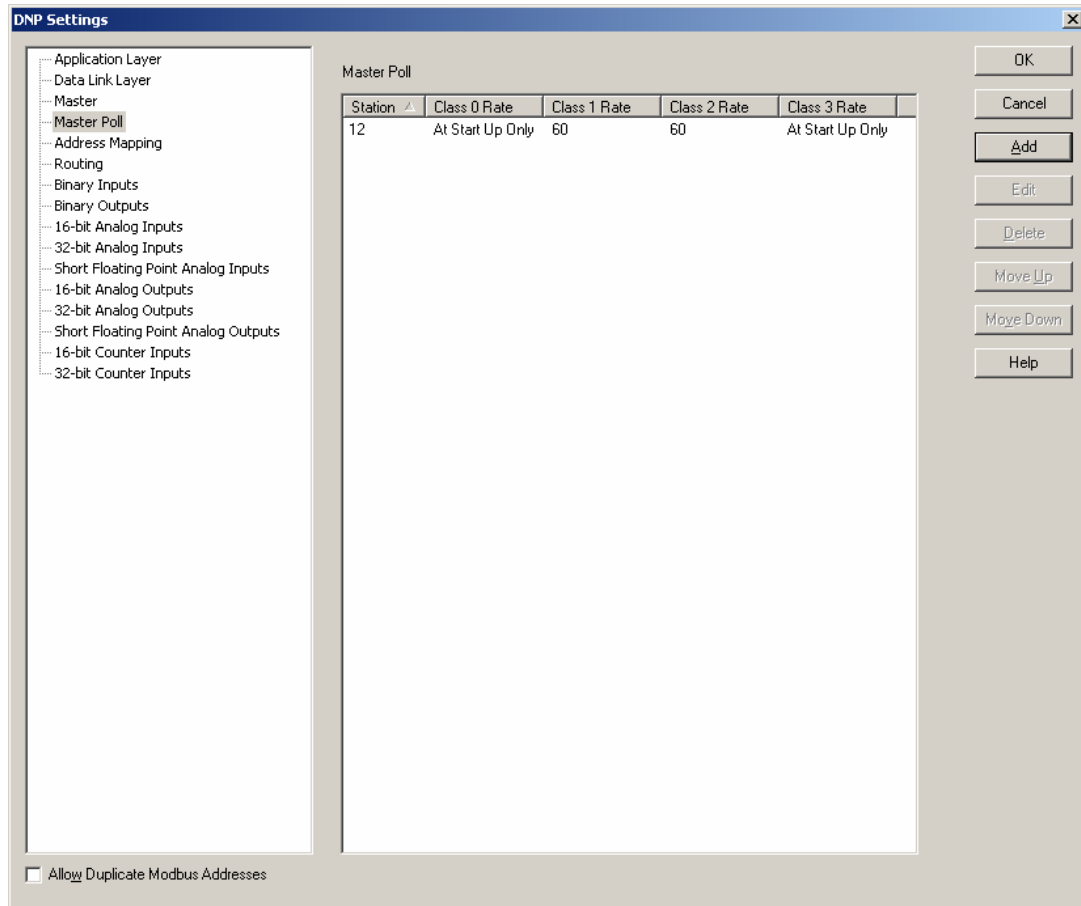 DNP Settings
Application Layer
Data Link Layer
Master
Master Poll
Address Mapping
Routing
Binary Inputs
Binary Outputs
16-bit Analog Inputs
32-bit Analog Inputs
Short Floating Point Analog Inputs
16-bit Analog Outputs
32-bit Analog Outputs
Short Floating Point Analog Outputs
16-bit Counter Inputs
32-bit Counter Inputs
Allow Duplicate Modbus Addresses
Master Poll
Station Class 0 Rate Class 1 Rate Class 2 Rate Class 3 Rate
12 At Start Up Only 60 60 At Start Up Only
OK
Cancel
Add
Edit
Delete
Move Up
Move Down
Help